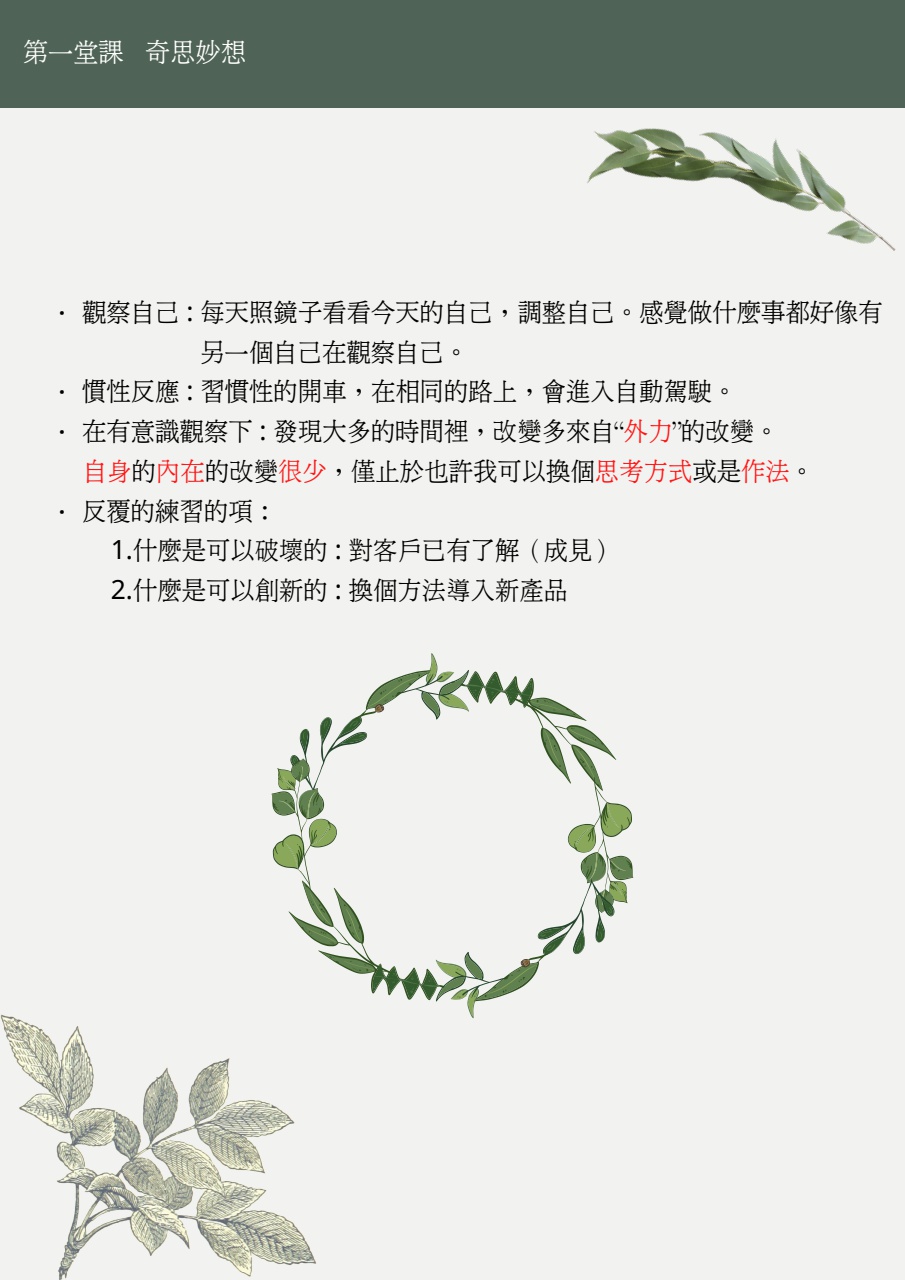 第一堂課　奇思妙想
· 觀察自己：每天照鏡子看看今天的自己，調整自己。感覺做什麼事都好像有
另一個自己在觀察自己。
· 慣性反應：習慣性的開車，在相同的路上，會進入自動駕駛。
· 在有意識觀察下：發現大多的時間裡，改變多來自“外力”的改變。
自身的內在的改變很少，僅止於也許我可以換個思考方式或是作法。
· 反覆的練習的項：
1.什麼是可以破壞的：對客戶已有了解（成見）
2.什麼是可以創新的：換個方法導入新產品